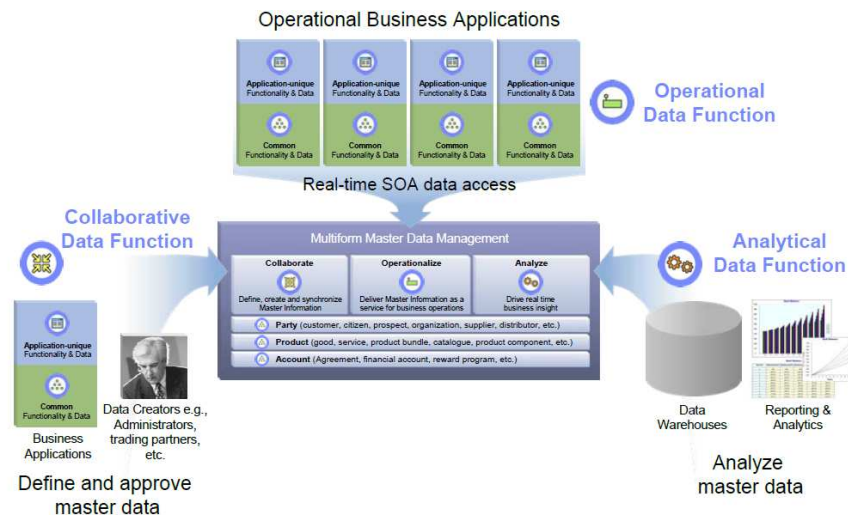 Operational Business Applications
Application-unique
Functionality & Data
Common
Functionality & Data
Application-unique
Functionality & Data
Common
Functionality & Data
Application-unique
Functionality & Data
Common
Functionality & Data
Application-unique
Functionality & Data
Common
Functionality & Data
Operational
Data Function
Real-time SOA data access
Collaborative
Data Function
Multiform Master Data Management
Collaborate
Define, create and synchronize
Master Information
Operationalize
Deliver Master Information as a
service for business operations
Analyze
Drive real time
business insight
Party (customer, citizen, prospect, organization, supplier, distributor, etc.)
Product (good, service, product bundle, catalogue, product component, etc.)
Account (Agreement, financial account, reward program, etc.)
Analytical
Data Function
Application-unique
Functionality & Data
Common
Functionality & Data
Business
Applications
Data Creators e.g.,
Administrators,
trading partners,
etc.
Define and approve
master data
Data
Warehouses
Reporting &
Analytics
Analyze
master data